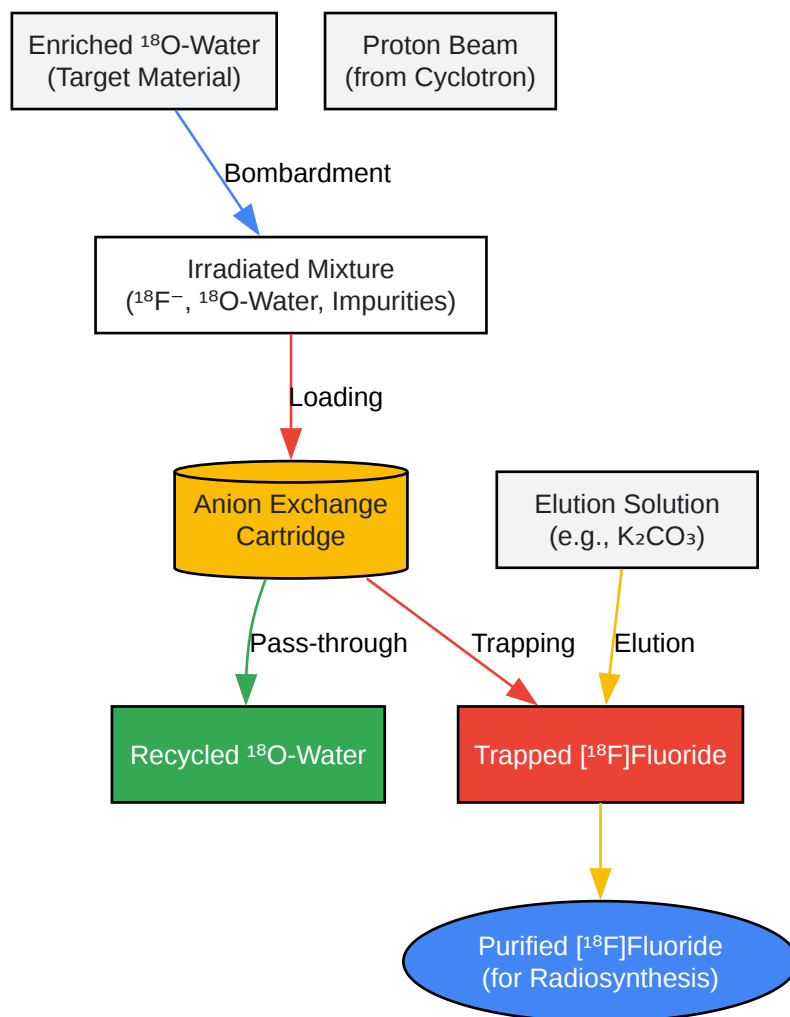 Enriched ¹⁸O-Water
(Target Material)
Proton Beam
(from Cyclotron)
Bombardment
Irradiated Mixture
(¹⁸F⁻, ¹⁸O-Water, Impurities)
Loading
Anion Exchange
Cartridge
Elution Solution
(e.g., K₂CO₃)
Pass-through
Trapping
Elution
Recycled ¹⁸O-Water
Trapped [¹⁸F]Fluoride
Purified [¹⁸F]Fluoride
(for Radiosynthesis)